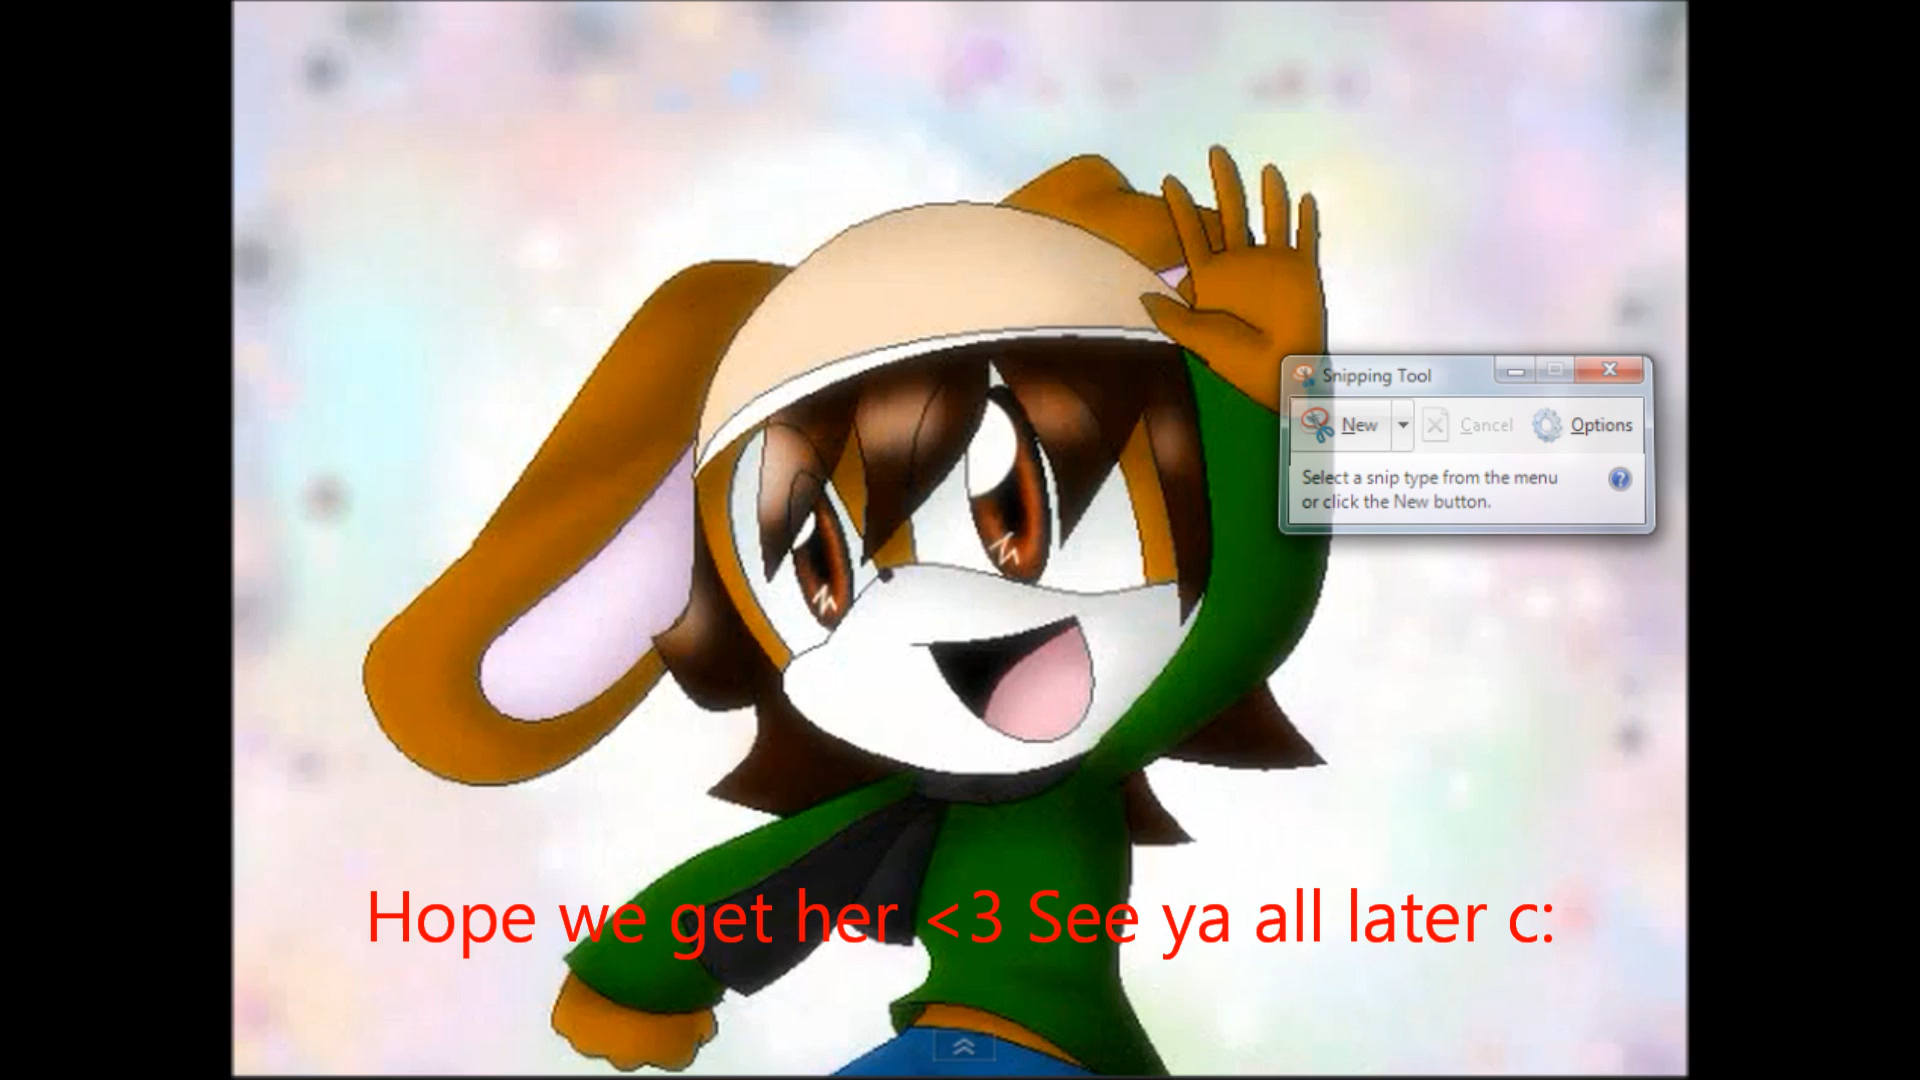 Snipping Tool
New Cancel Options
Select a snip type from the menu
or click the New button.
Hope we get her <3 See ya all later c: